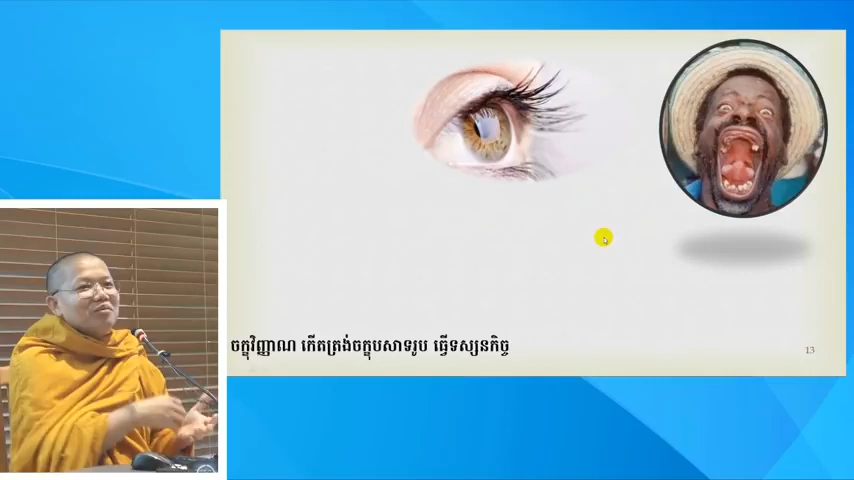 ចក្ខុវិញ្ញាណ កើតត្រង់ចក្ខុបសាទរូប ធ្វើទស្សនកិច្ច
13